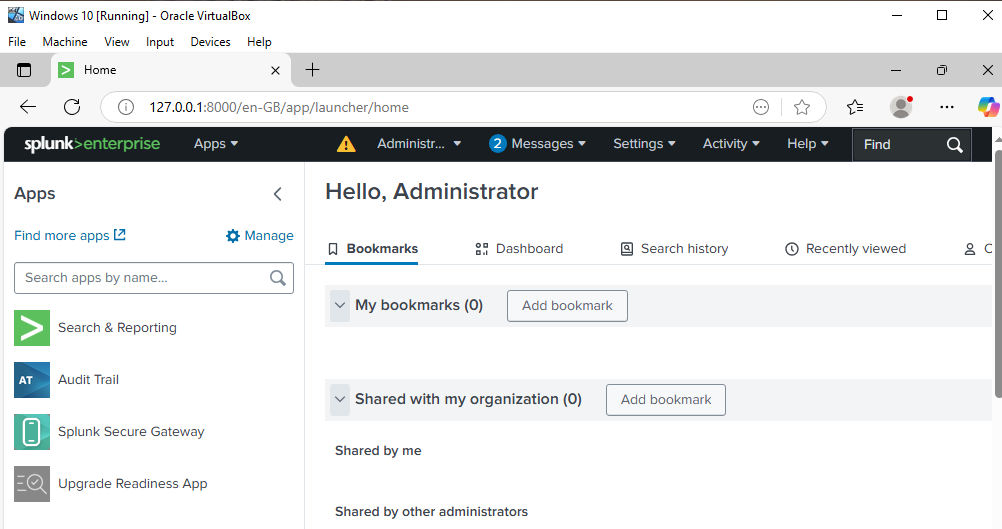 Windows 10 [Running] - Oracle VirtualBox
File Machine View Input Devices Help
Home
127.0.0.1:8000/en-GB/app/launcher/home
splunk>enterprise Apps Administr... 2 Messages Settings Activity Help Find
Apps
Hello, Administrator
Find more apps Manage
Bookmarks Dashboard Search history Recently viewed
Search apps by name...
My bookmarks (0) Add bookmark
Search & Reporting
AT Audit Trail
Shared with my organization (0) Add bookmark
Splunk Secure Gateway
Shared by me
Upgrade Readiness App
Shared by other administrators